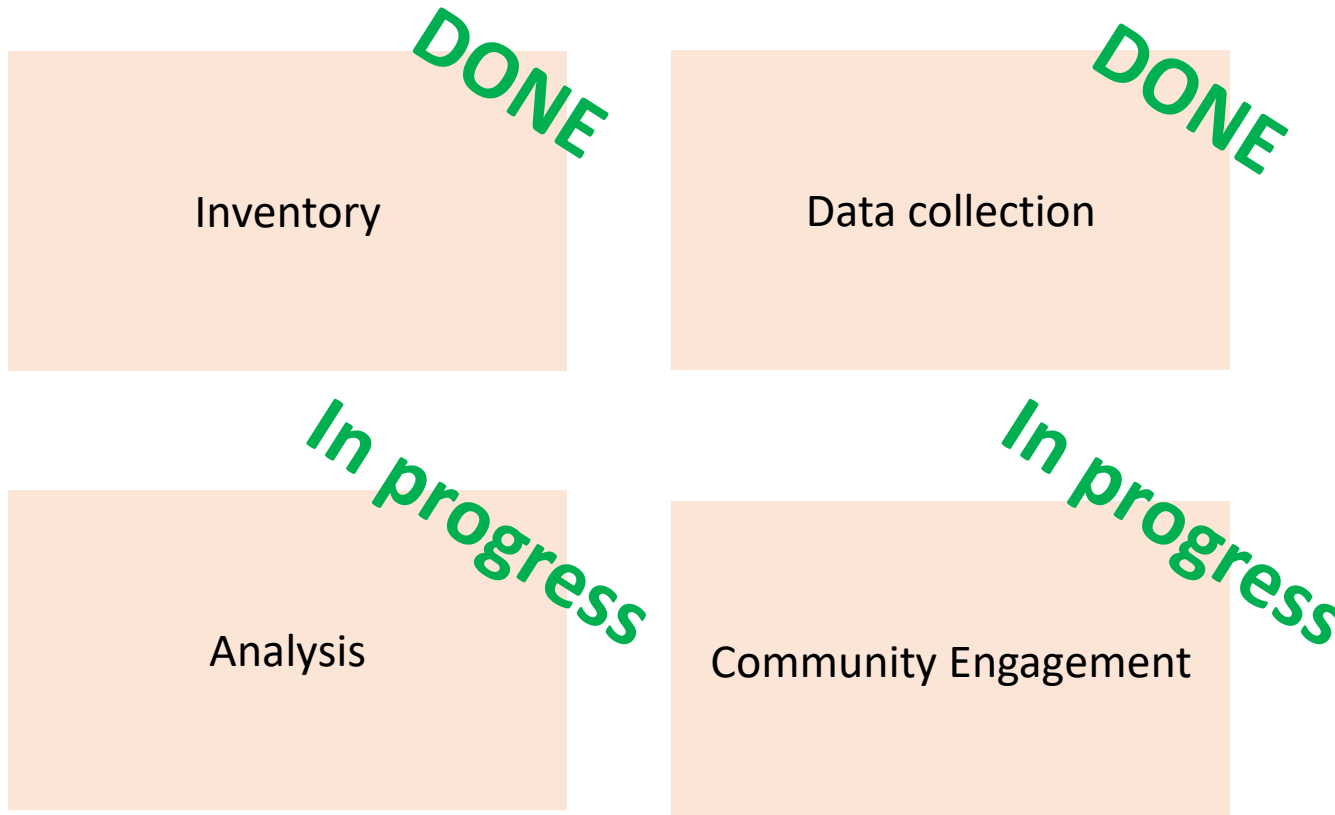 DONE
Inventory
DONE
Data collection
In progress
Analysis
In progress
Community Engagement